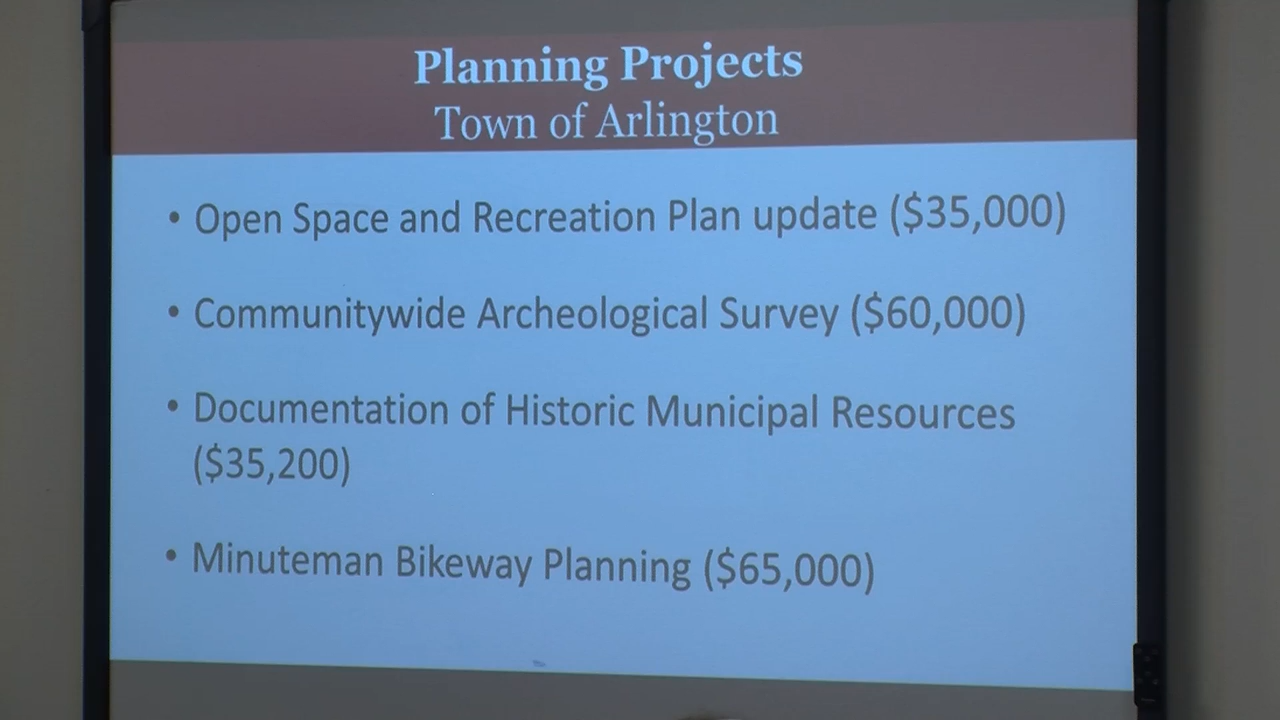 Planning Projects
Town of Arlington
• Open Space and Recreation Plan update ($35,000)
• Communitywide Archeological Survey ($60,000)
• Documentation of Historic Municipal Resources
($35,200)
• Minuteman Bikeway Planning ($65,000)